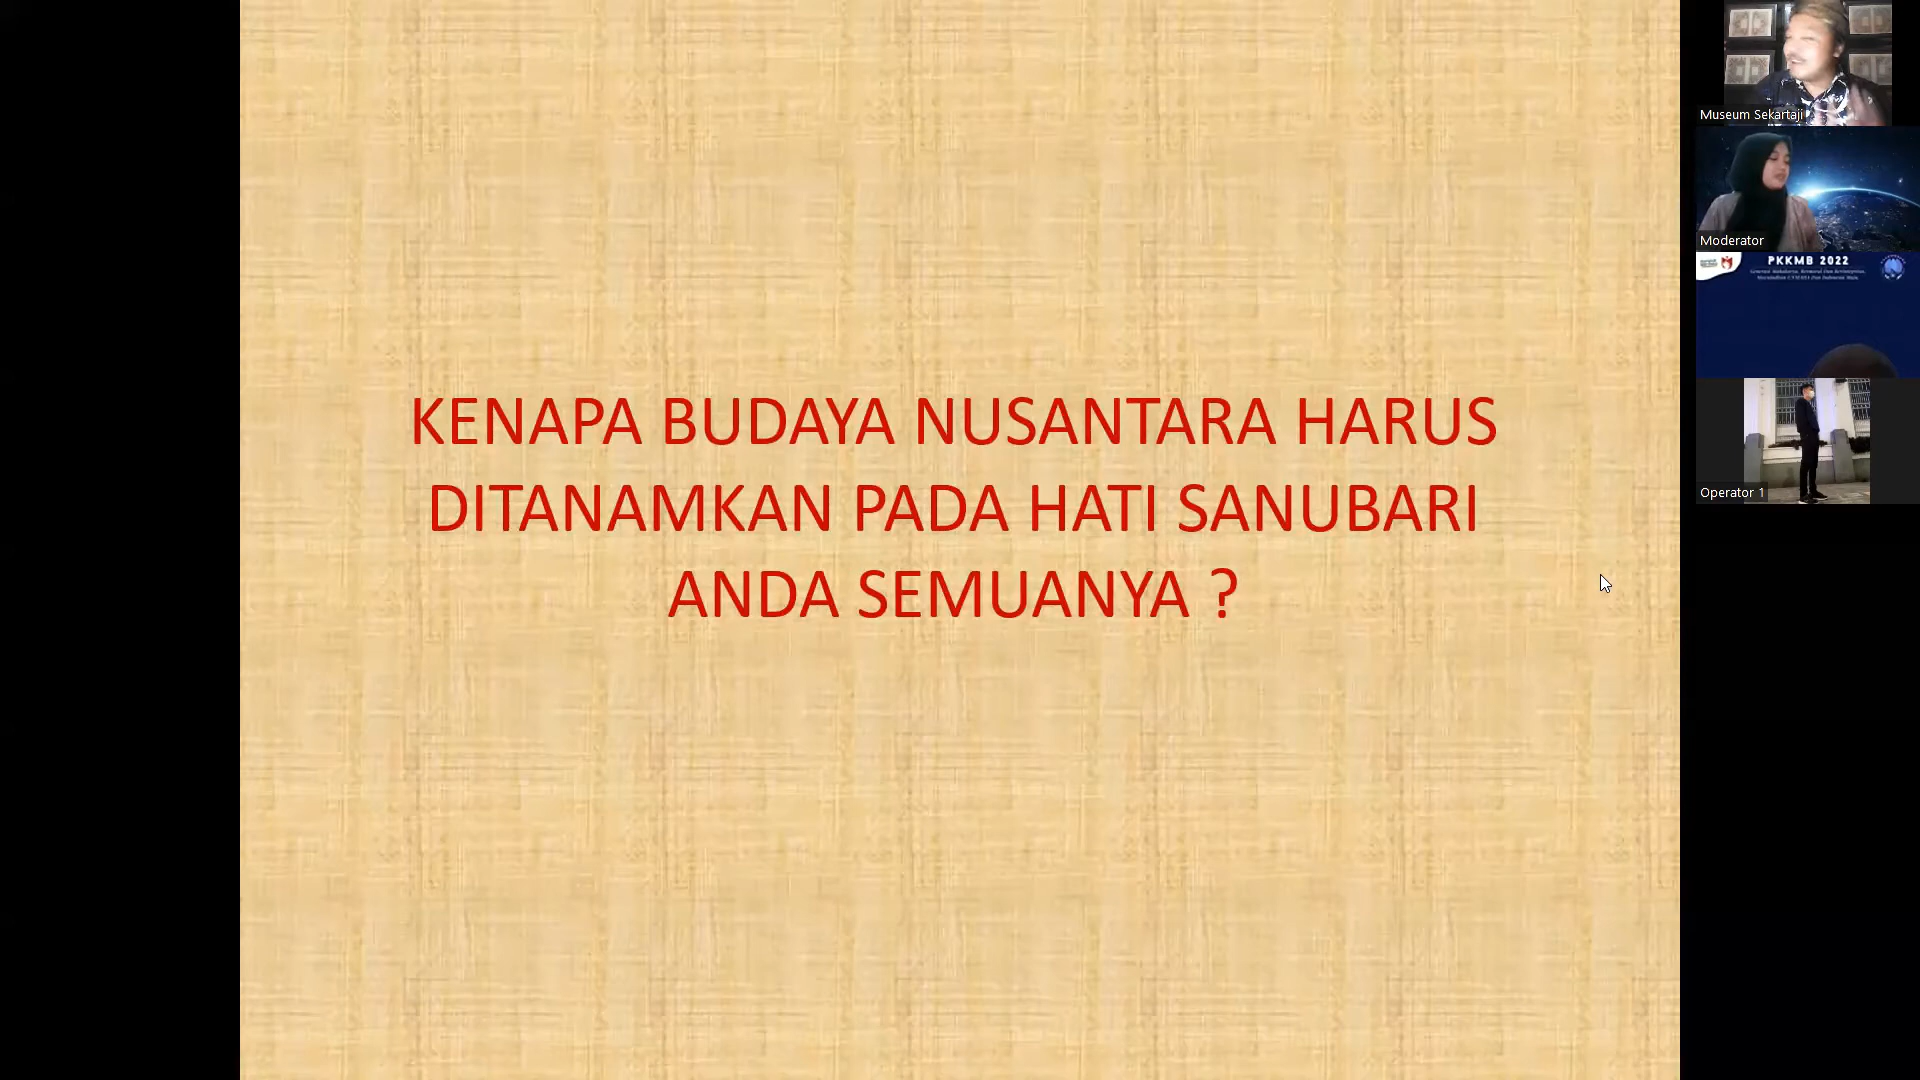 KENAPA BUDAYA NUSANTARA HARUS
DITANAMKAN PADA HATI SANUBARI
ANDA SEMUANYA ?
Museum Sekartaji
Moderator
PKKMB 2022
Operator 1